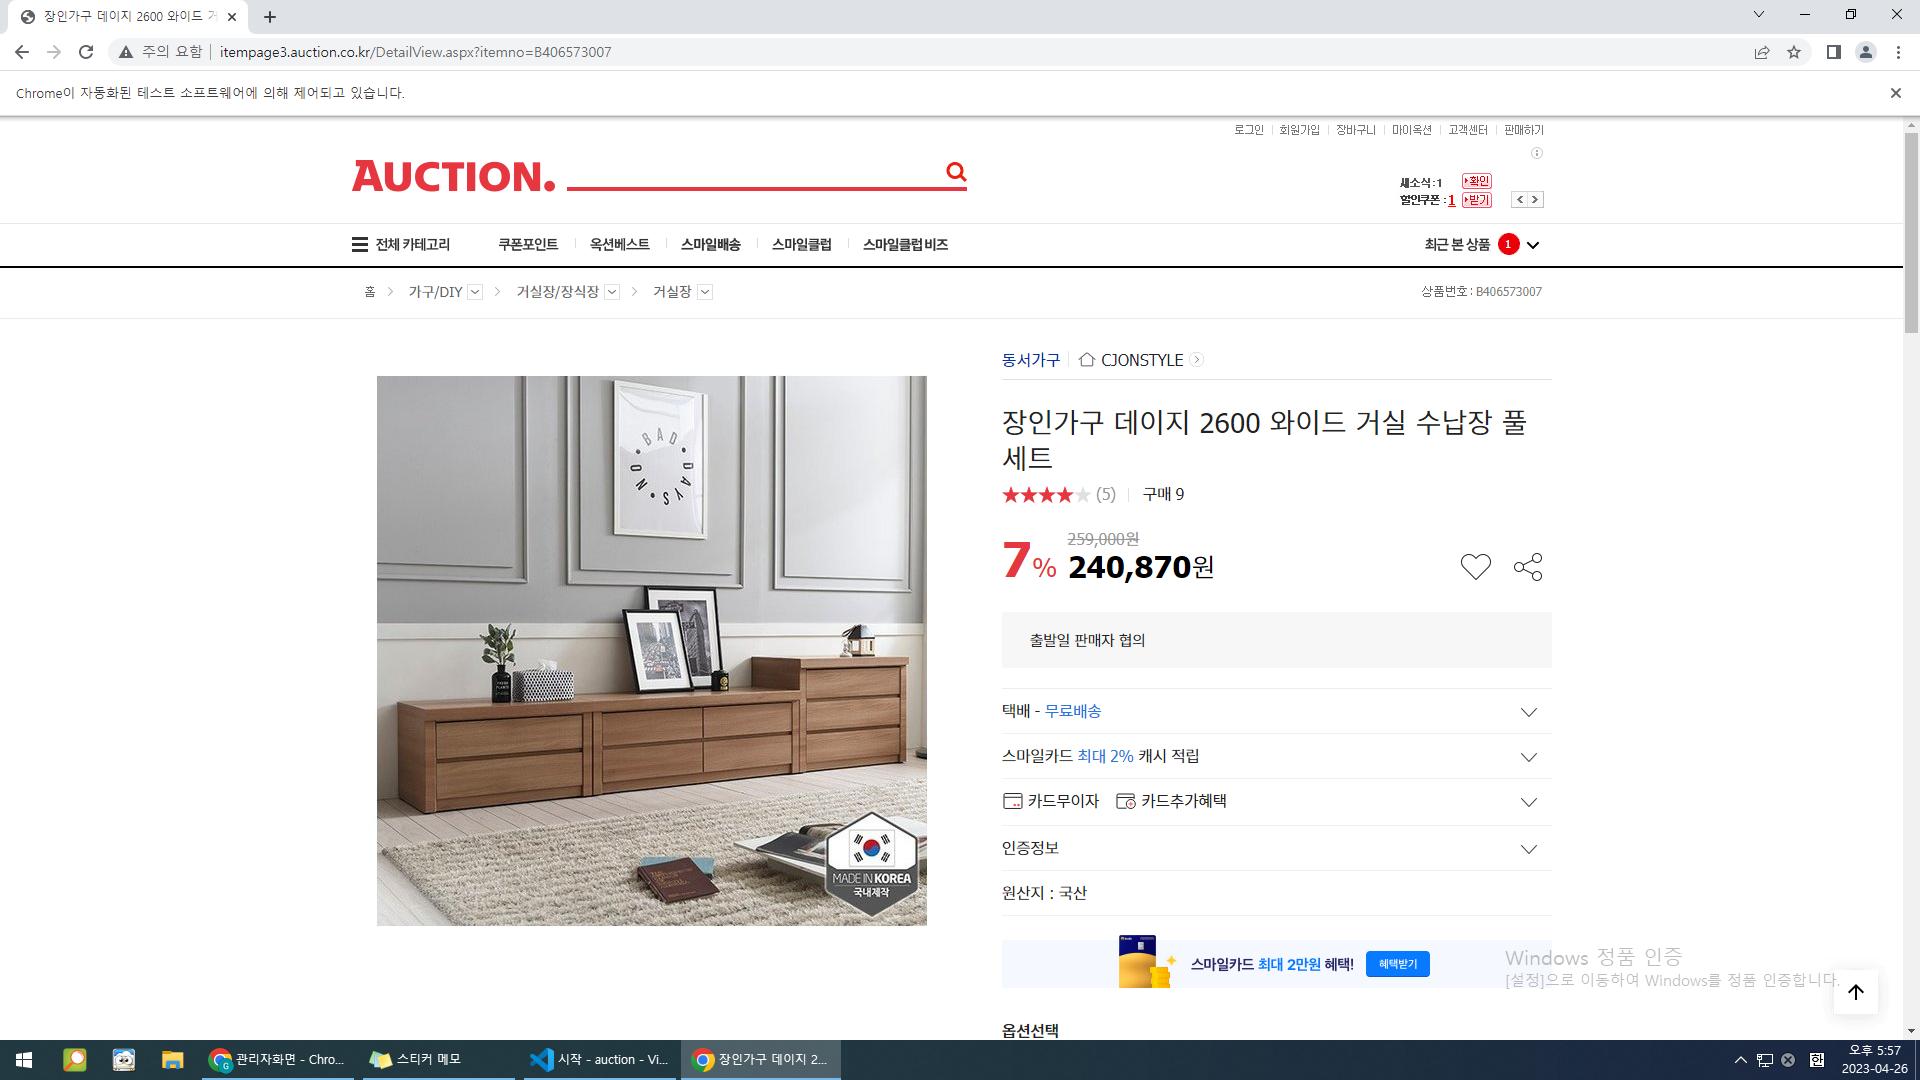 장인가구 데이지 2600 와이드 거
주의 요함
itempage3.auction.co.kr/DetailView.aspx?itemno=B406573007
Chrome이 자동화된 테스트 소프트웨어에 의해 제어되고 있습니다.
로그인 회원가입 장바구니 마이옥션 고객센터 판매하기
AUCTION.
새소식:1 확인
할인쿠폰:1 받기
전체 카테고리 쿠폰포인트 옥션베스트 스마일배송 스마일클럽 스마일클럽 비즈 최근 본 상품 1
홈 가구/DIY 거실장/장식장 거실장 상품번호 : B406573007
동서가구 CJONSTYLE
장인가구 데이지 2600 와이드 거실 수납장 풀
세트
(5) 구매 9
259,000원
7% 240,870원
출발일 판매자 협의
택배 - 무료배송
스마일카드 최대 2% 캐시 적립
카드무이자 카드추가혜택
인증정보
원산지 : 국산
스마일카드 최대 2만원 혜택! 혜택받기
옵션선택
BAD DAYS NO
MADE IN KOREA
국내제작
Windows 정품 인증
[설정]으로 이동하여 Windows를 정품 인증합니다.
관리자화면 - Chro...
스티커 메모
시작 - auction - Vi...
장인가구 데이지 2...
한
오후 5:57
2023-04-26